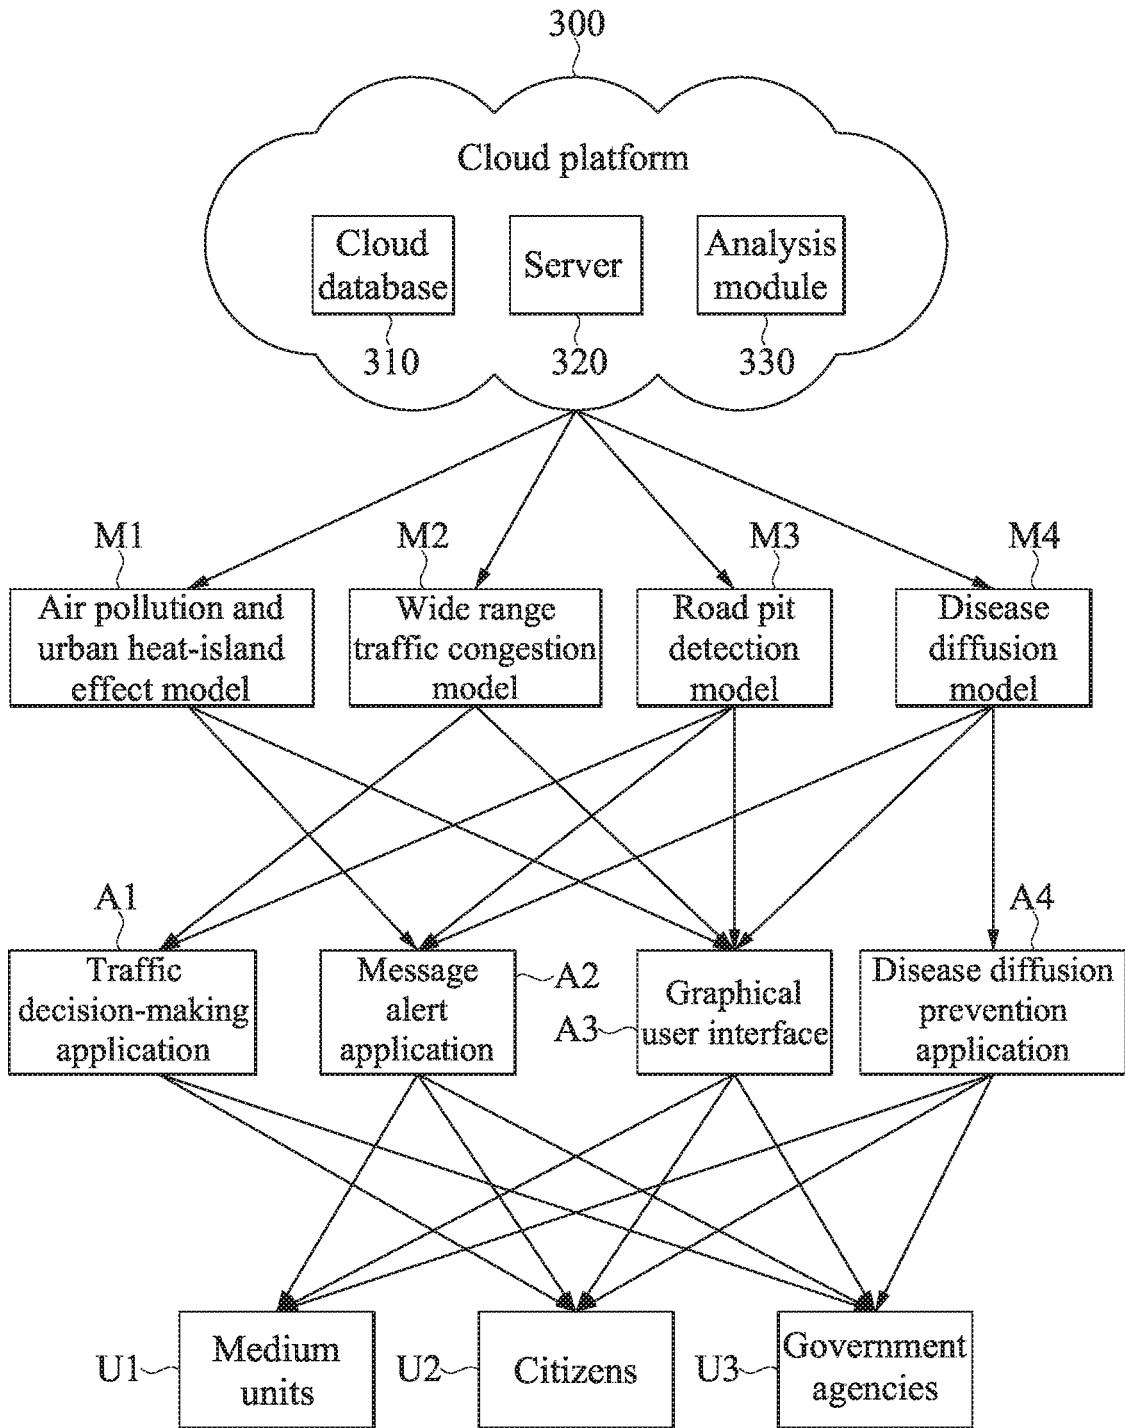 300
Cloud platform
Cloud
database
Server
Analysis
module
310
320
330
M1
M2
M3
M4
Air pollution and
urban heat-island
effect model
Wide range
traffic congestion
model
Road pit
detection
model
Disease
diffusion
model
A1
A4
Traffic
decision-making
application
Message
alert
application
A2
A3
Graphical
user interface
Disease diffusion
prevention
application
U1
Medium
units
U2
Citizens
U3
Government
agencies